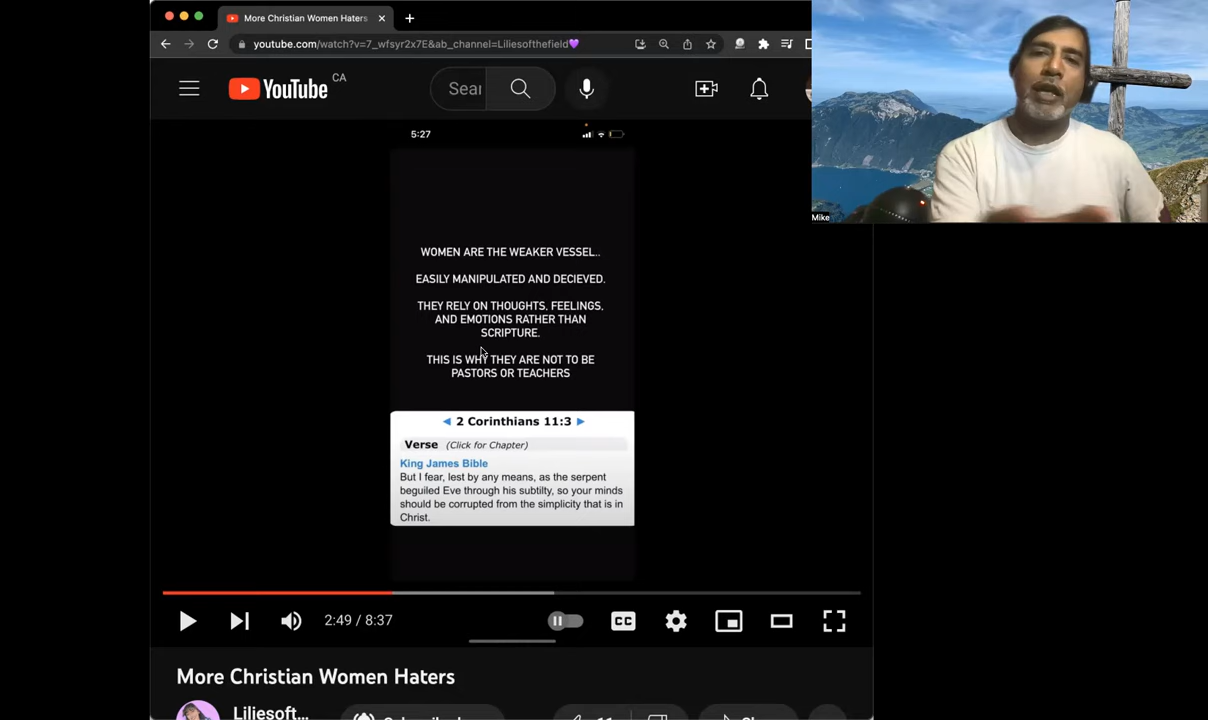 More Christian Women Haters
youtube.com/watch?v=7_wfsyr2x7E&ab_channel=Liliesofthefield💜
YouTube CA
Sear
5:27
WOMEN ARE THE WEAKER VESSEL..
EASILY MANIPULATED AND DECIEVED.
THEY RELY ON THOUGHTS, FEELINGS,
AND EMOTIONS RATHER THAN
SCRIPTURE.
THIS IS WHY THEY ARE NOT TO BE
PASTORS OR TEACHERS
2 Corinthians 11:3
Verse (Click for Chapter)
King James Bible
But I fear, lest by any means, as the serpent
beguiled Eve through his subtilty, so your minds
should be corrupted from the simplicity that is in
Christ.
Mike
2:49 / 8:37
CC
More Christian Women Haters
Liliesoft...